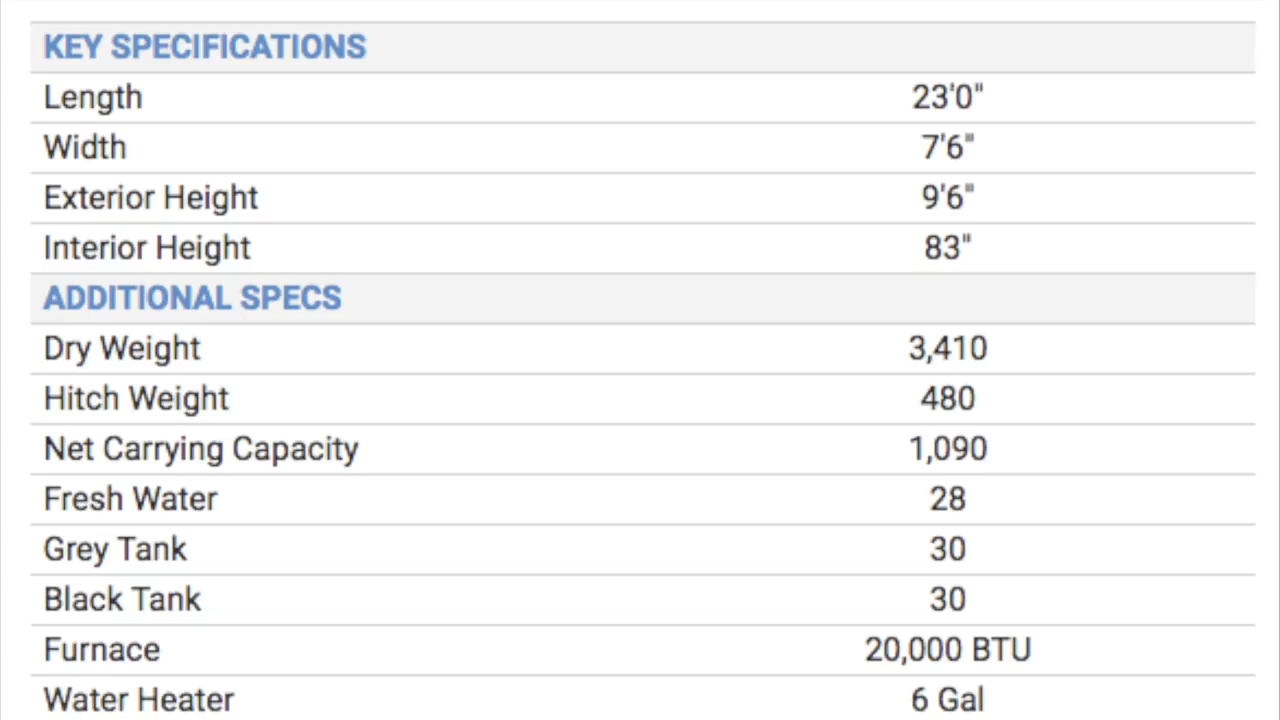 KEY SPECIFICATIONS
Length 23'0"
Width 7'6"
Exterior Height 9'6"
Interior Height 83"
ADDITIONAL SPECS
Dry Weight 3,410
Hitch Weight 480
Net Carrying Capacity 1,090
Fresh Water 28
Grey Tank 30
Black Tank 30
Furnace 20,000 BTU
Water Heater 6 Gal